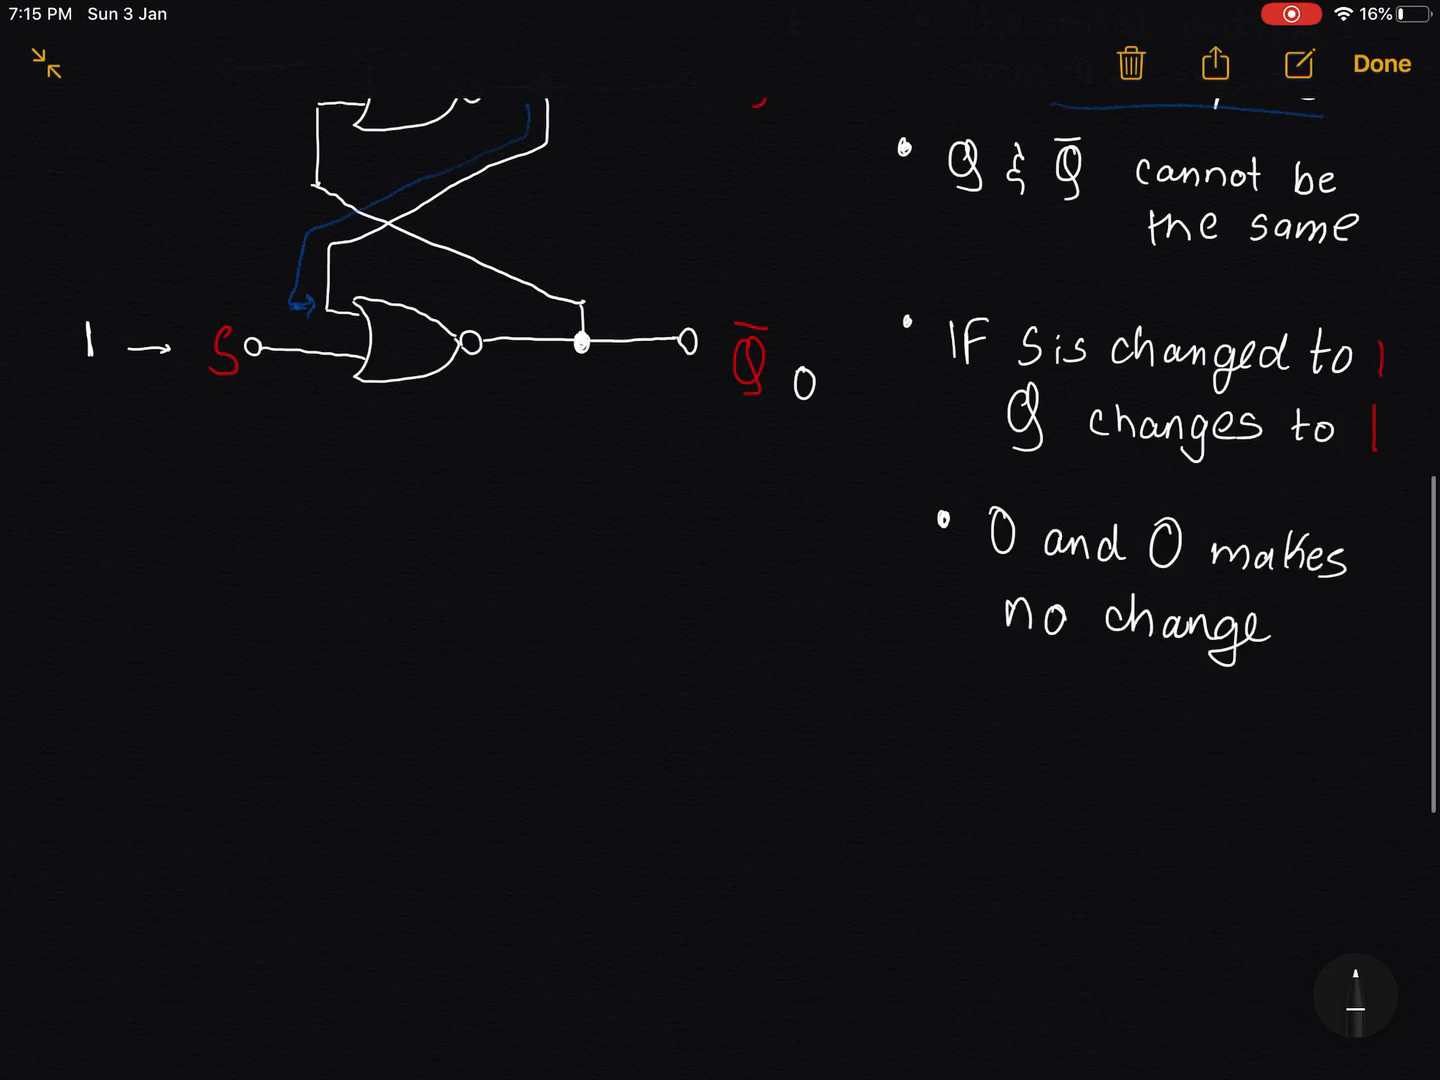 7:15 PM Sun 3 Jan
16%
Done
Q & Q̅ cannot be
the same
1 → S
Q̅ 0
IF S is changed to 1
Q changes to 1
0 and 0 makes
no change